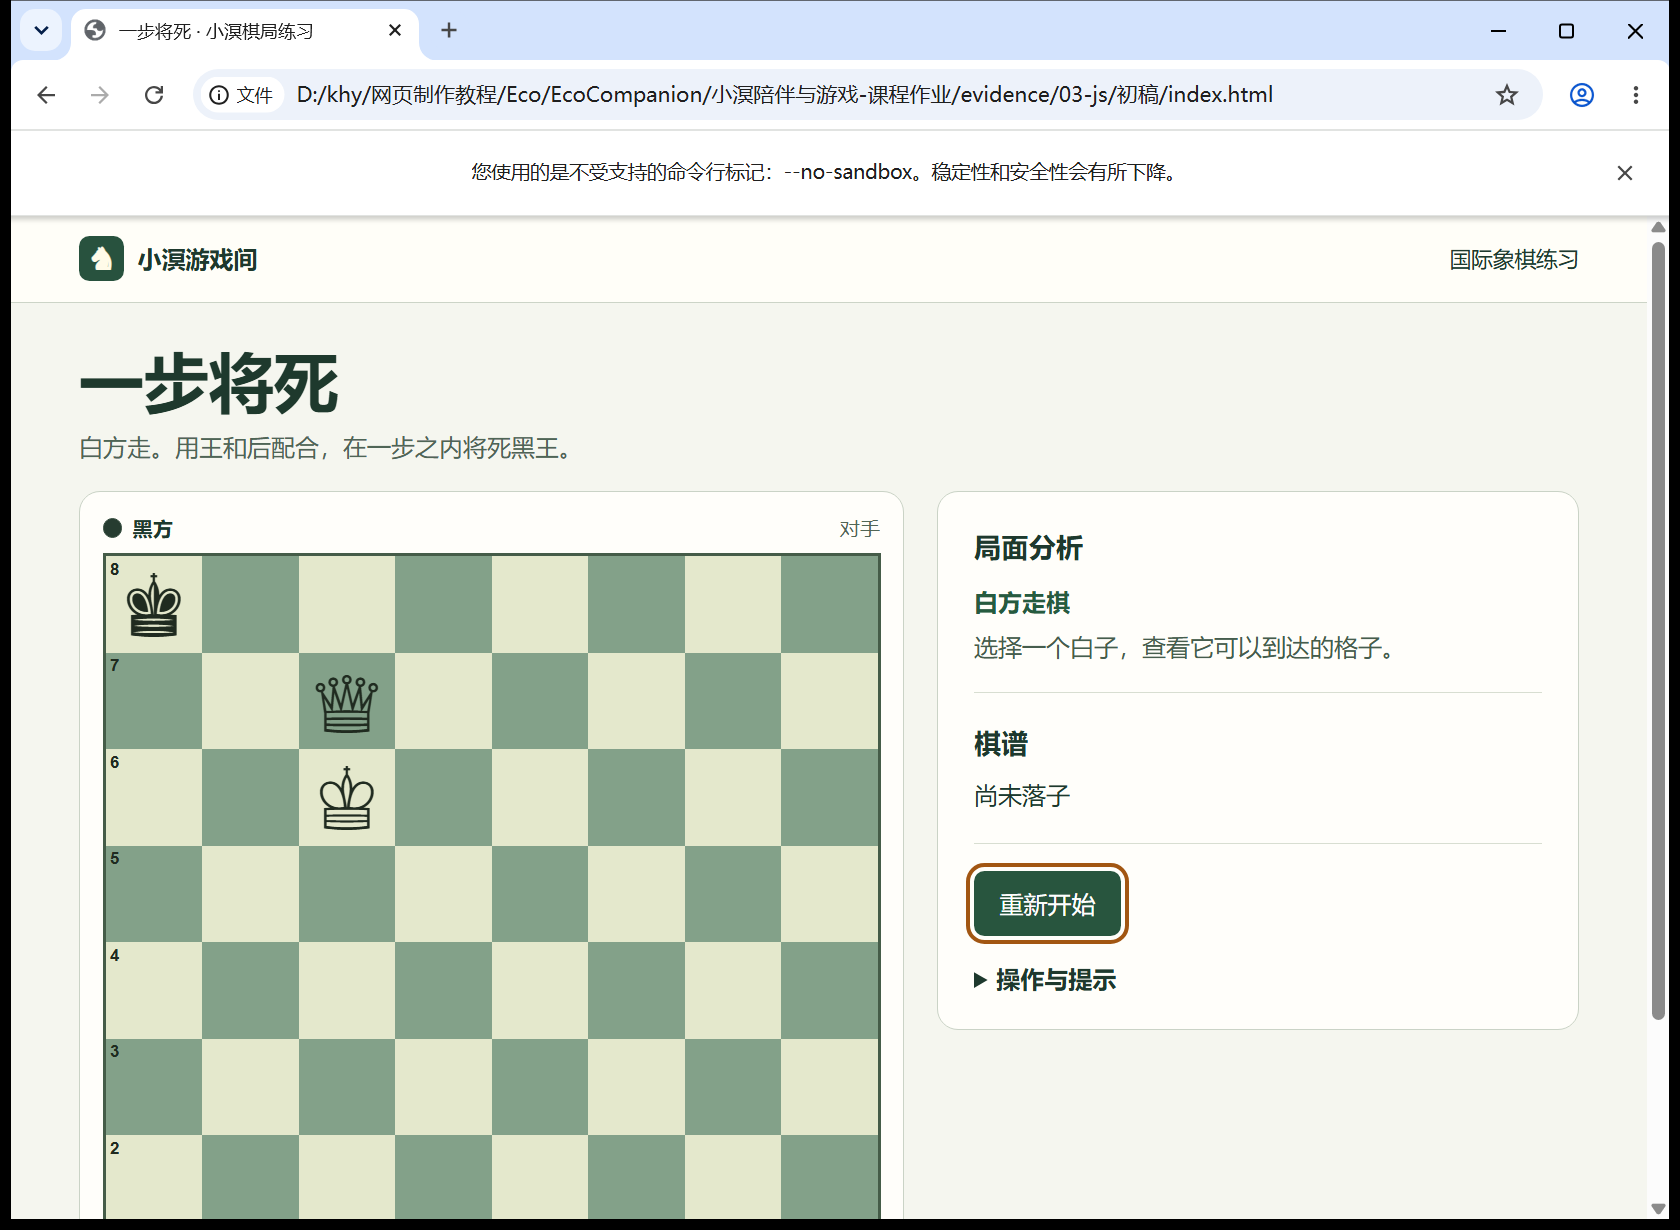 一步将死 · 小溟棋局练习
文件
D:/khy/网页制作教程/Eco/EcoCompanion/小溟陪伴与游戏-课程作业/evidence/03-js/初稿/index.html
您使用的是不受支持的命令行标记：--no-sandbox。稳定性和安全性会有所下降。
小溟游戏间
国际象棋练习
一步将死
白方走。用王和后配合，在一步之内将死黑王。
黑方
对手
8
7
6
5
4
3
2
局面分析
白方走棋
选择一个白子，查看它可以到达的格子。
棋谱
尚未落子
重新开始
操作与提示